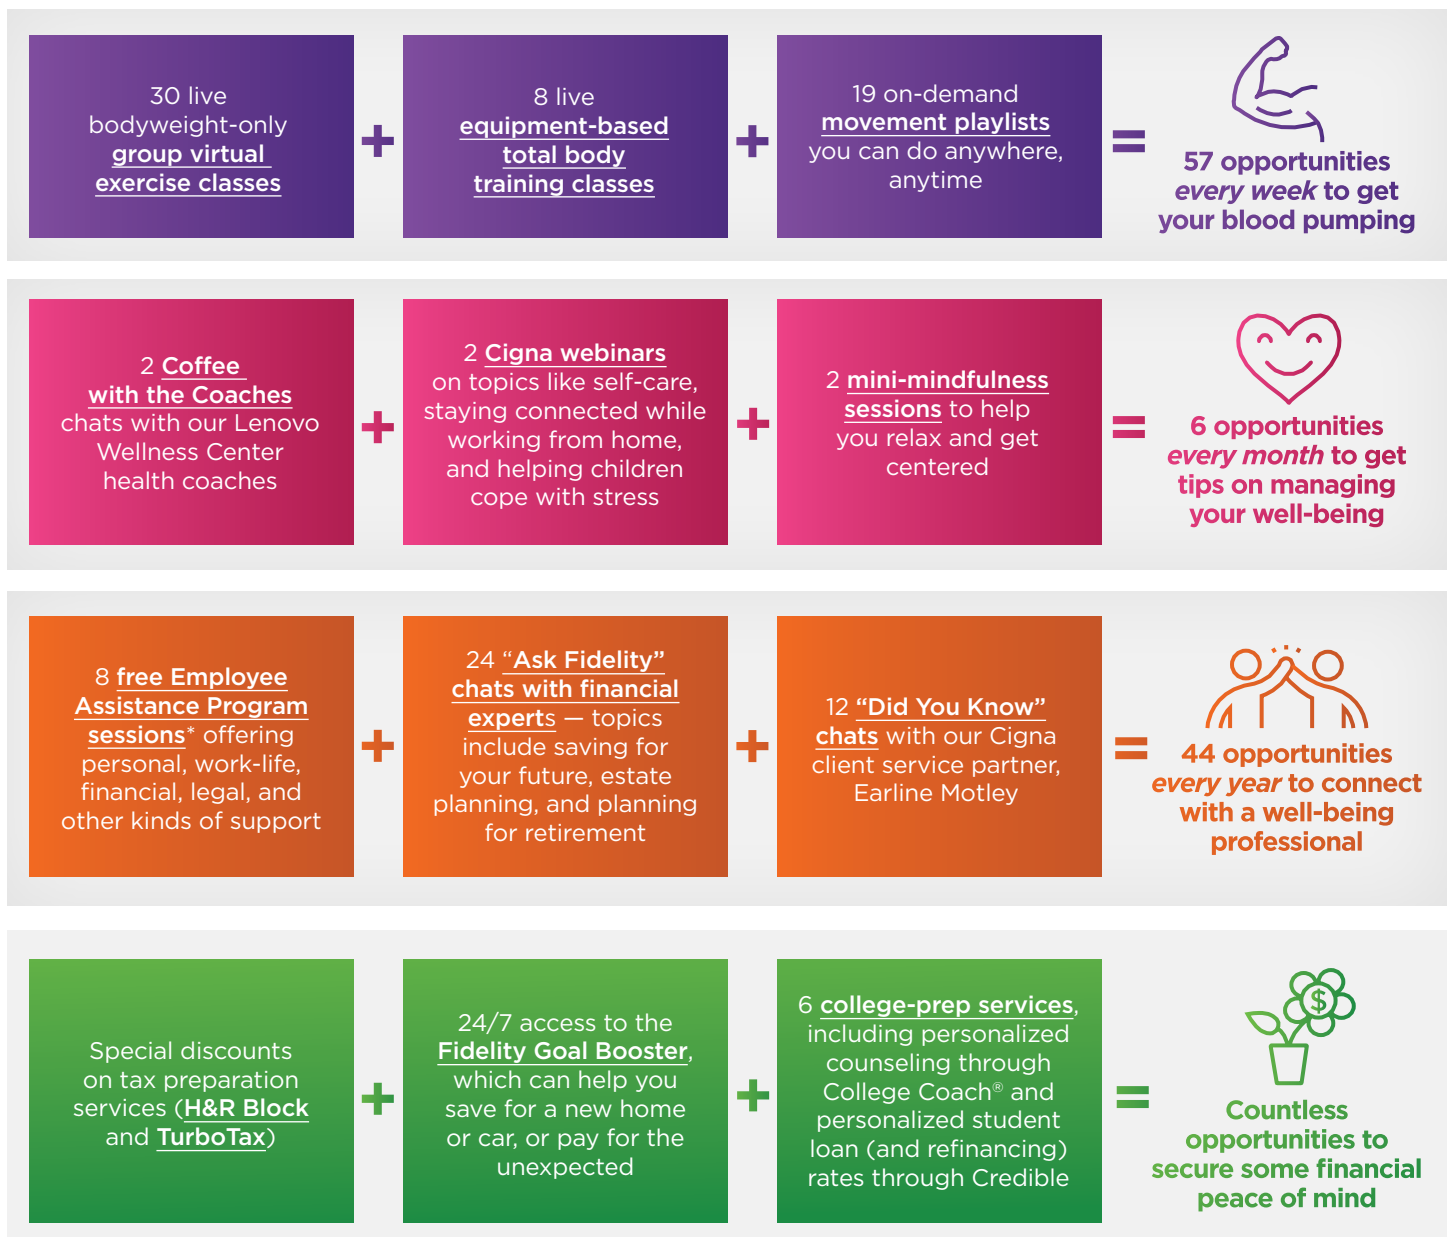 30 live
bodyweight-only
group virtual
exercise classes
+
8 live
equipment-based
total body
training classes
+
19 on-demand
movement playlists
you can do anywhere,
anytime
=
57 opportunities
every week to get
your blood pumping
2 Coffee
with the Coaches
chats with our Lenovo
Wellness Center
health coaches
+
2 Cigna webinars
on topics like self-care,
staying connected while
working from home,
and helping children
cope with stress
+
2 mini-mindfulness
sessions to help
you relax and get
centered
=
6 opportunities
every month to get
tips on managing
your well-being
8 free Employee
Assistance Program
sessions* offering
personal, work-life,
financial, legal, and
other kinds of support
+
24 “Ask Fidelity”
chats with financial
experts — topics
include saving for
your future, estate
planning, and planning
for retirement
+
12 “Did You Know”
chats with our Cigna
client service partner,
Earline Motley
=
44 opportunities
every year to connect
with a well-being
professional
Special discounts
on tax preparation
services (H&R Block
and TurboTax)
+
24/7 access to the
Fidelity Goal Booster,
which can help you
save for a new home
or car, or pay for the
unexpected
+
6 college-prep services,
including personalized
counseling through
College Coach® and
personalized student
loan (and refinancing)
rates through Credible
=
$
Countless
opportunities to
secure some financial
peace of mind